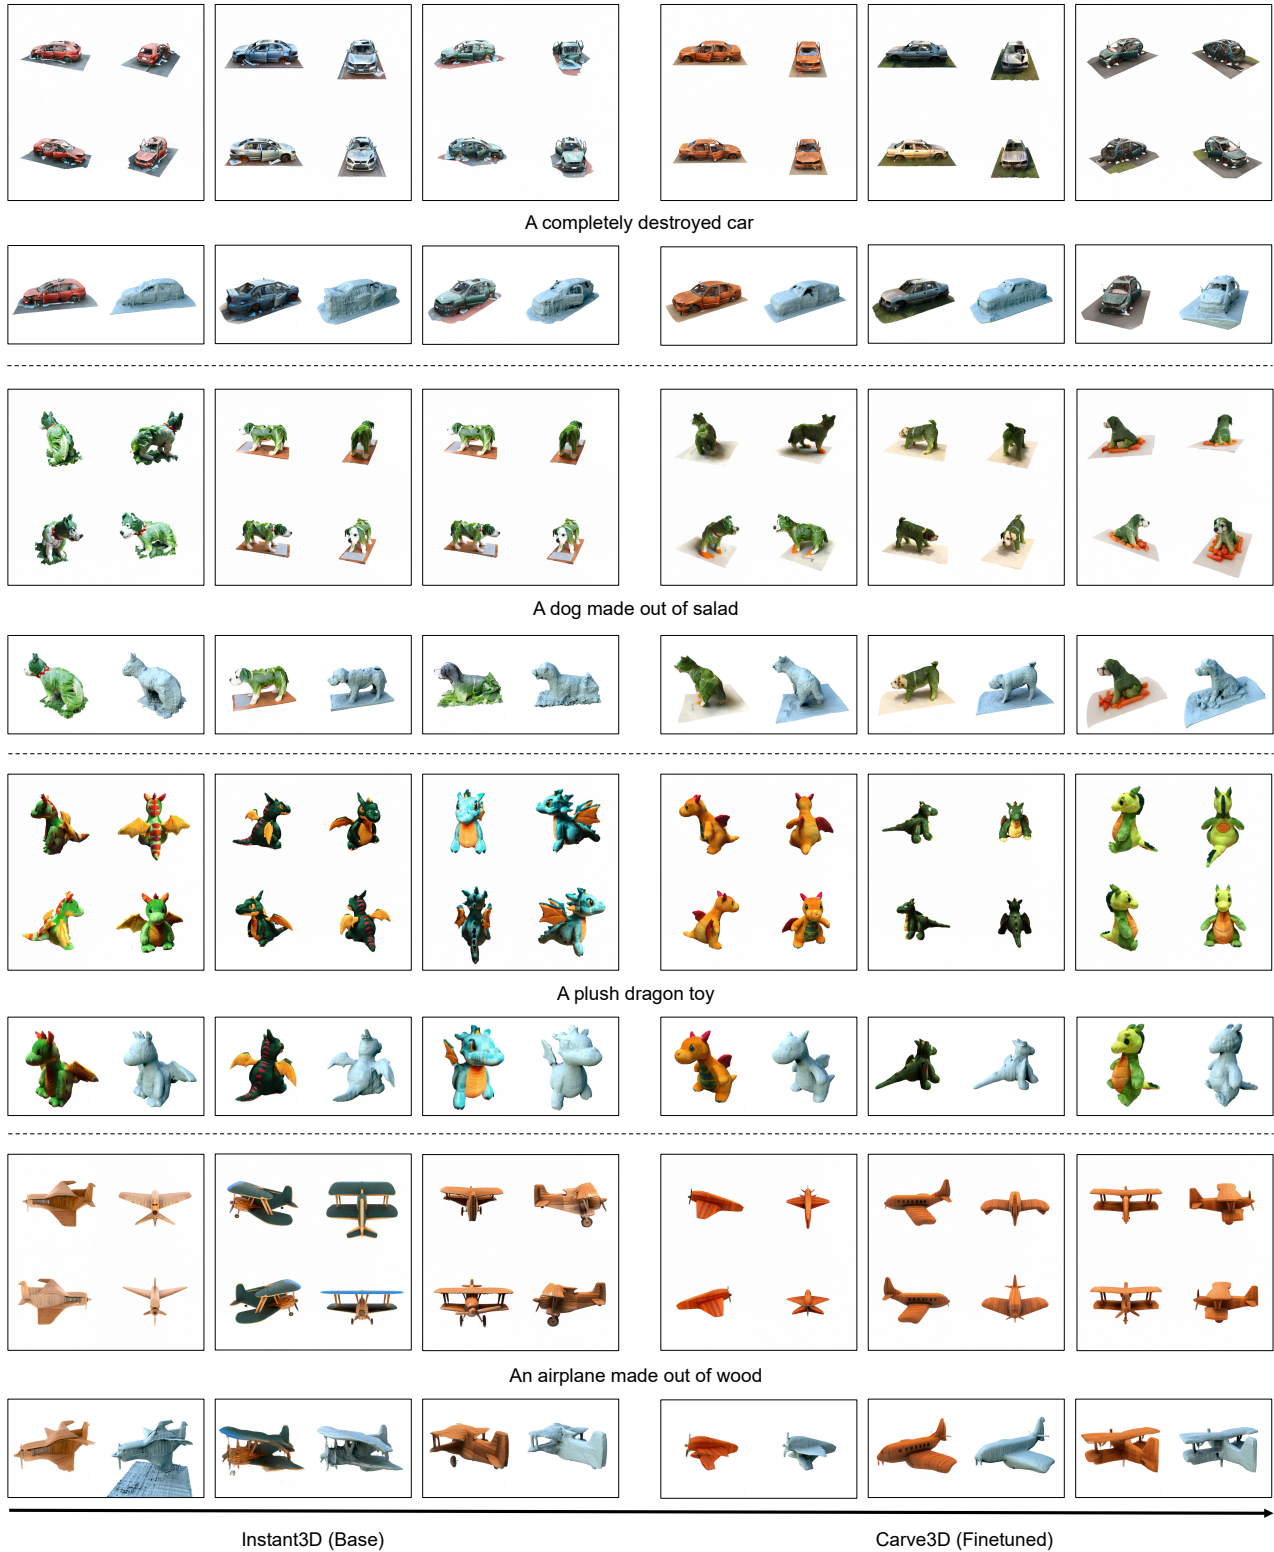 A completely destroyed car
A dog made out of salad
A plush dragon toy
An airplane made out of wood
Instant3D (Base)
Carve3D (Finetuned)